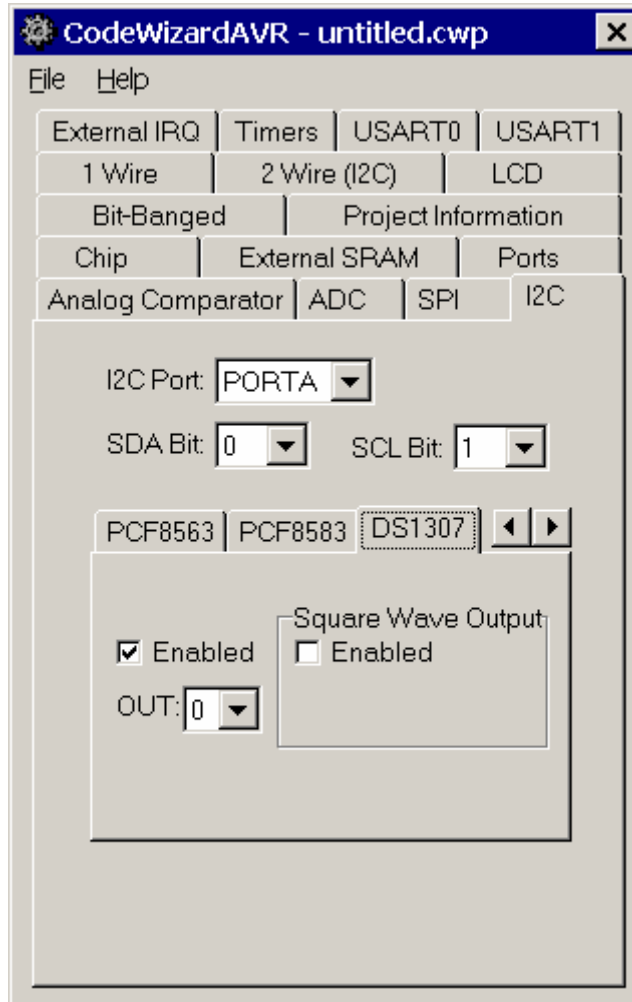 CodeWizardAVR - untitled.cwp
File Help
External IRQ Timers USART0 USART1
1 Wire 2 Wire (I2C) LCD
Bit-Banged Project Information
Chip External SRAM Ports
Analog Comparator ADC SPI I2C
I2C Port: PORTA
SDA Bit: 0 SCL Bit: 1
PCF8563 PCF8583 DS1307
Square Wave Output
Enabled Enabled
OUT: 0